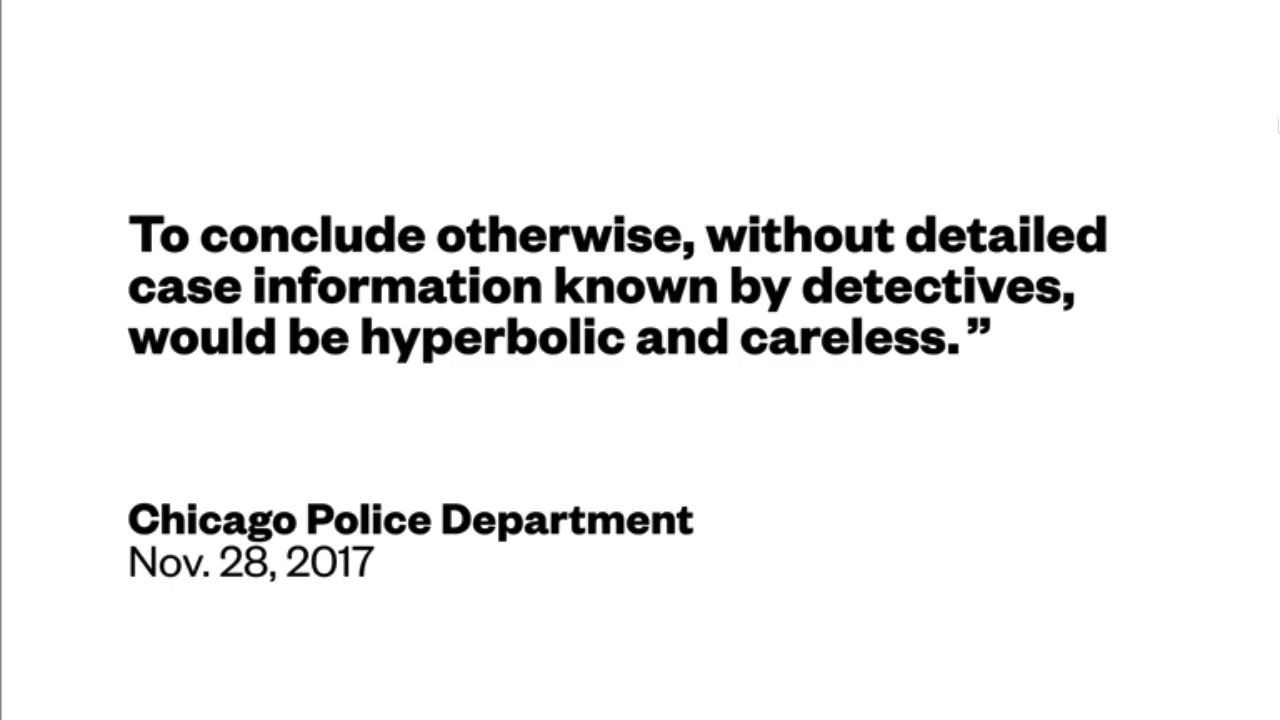 To conclude otherwise, without detailed
case information known by detectives,
would be hyperbolic and careless.”
Chicago Police Department
Nov. 28, 2017